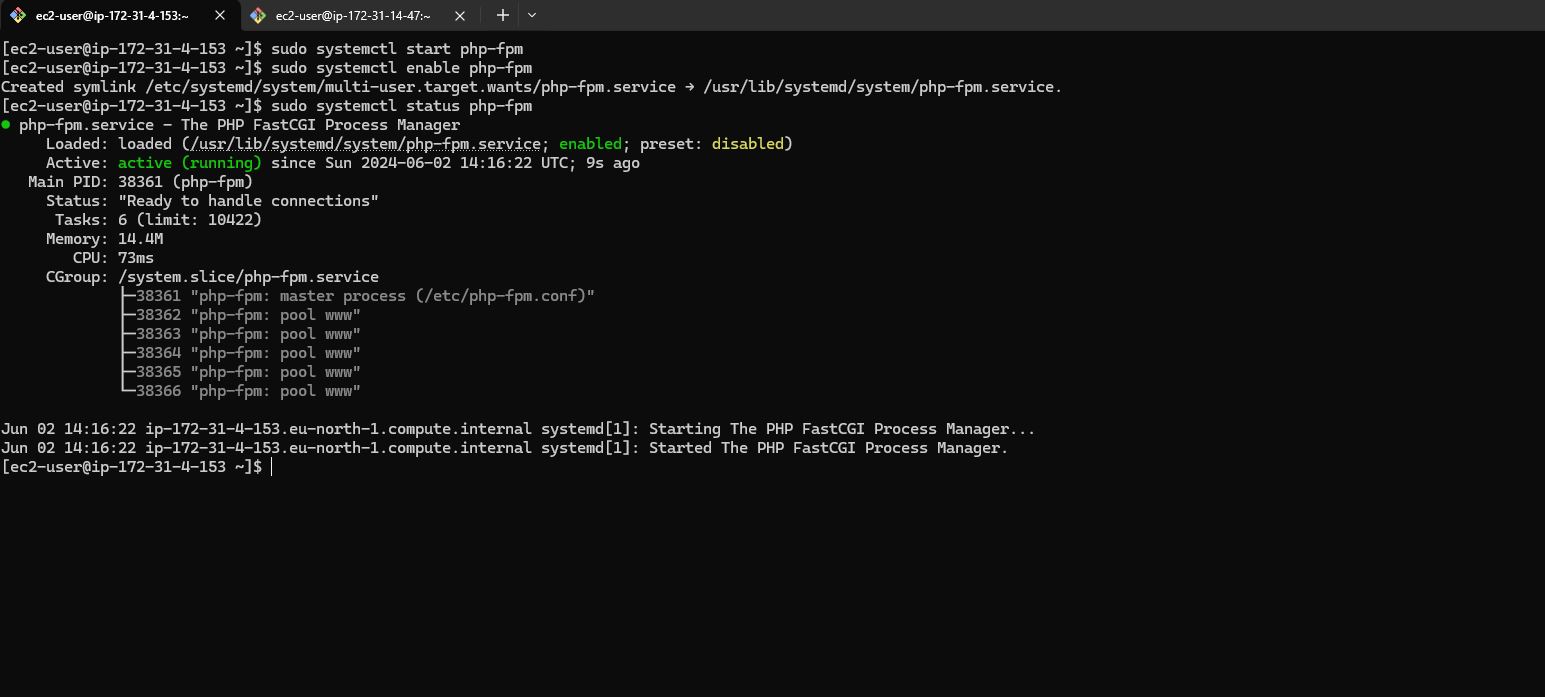 ec2-user@ip-172-31-4-153:~
ec2-user@ip-172-31-14-47:~
[ec2-user@ip-172-31-4-153 ~]$ sudo systemctl start php-fpm
[ec2-user@ip-172-31-4-153 ~]$ sudo systemctl enable php-fpm
Created symlink /etc/systemd/system/multi-user.target.wants/php-fpm.service → /usr/lib/systemd/system/php-fpm.service.
[ec2-user@ip-172-31-4-153 ~]$ sudo systemctl status php-fpm
● php-fpm.service - The PHP FastCGI Process Manager
     Loaded: loaded (/usr/lib/systemd/system/php-fpm.service; enabled; preset: disabled)
     Active: active (running) since Sun 2024-06-02 14:16:22 UTC; 9s ago
   Main PID: 38361 (php-fpm)
     Status: "Ready to handle connections"
      Tasks: 6 (limit: 10422)
     Memory: 14.4M
        CPU: 73ms
     CGroup: /system.slice/php-fpm.service
             ├─38361 "php-fpm: master process (/etc/php-fpm.conf)"
             ├─38362 "php-fpm: pool www"
             ├─38363 "php-fpm: pool www"
             ├─38364 "php-fpm: pool www"
             ├─38365 "php-fpm: pool www"
             └─38366 "php-fpm: pool www"
Jun 02 14:16:22 ip-172-31-4-153.eu-north-1.compute.internal systemd[1]: Starting The PHP FastCGI Process Manager...
Jun 02 14:16:22 ip-172-31-4-153.eu-north-1.compute.internal systemd[1]: Started The PHP FastCGI Process Manager.
[ec2-user@ip-172-31-4-153 ~]$